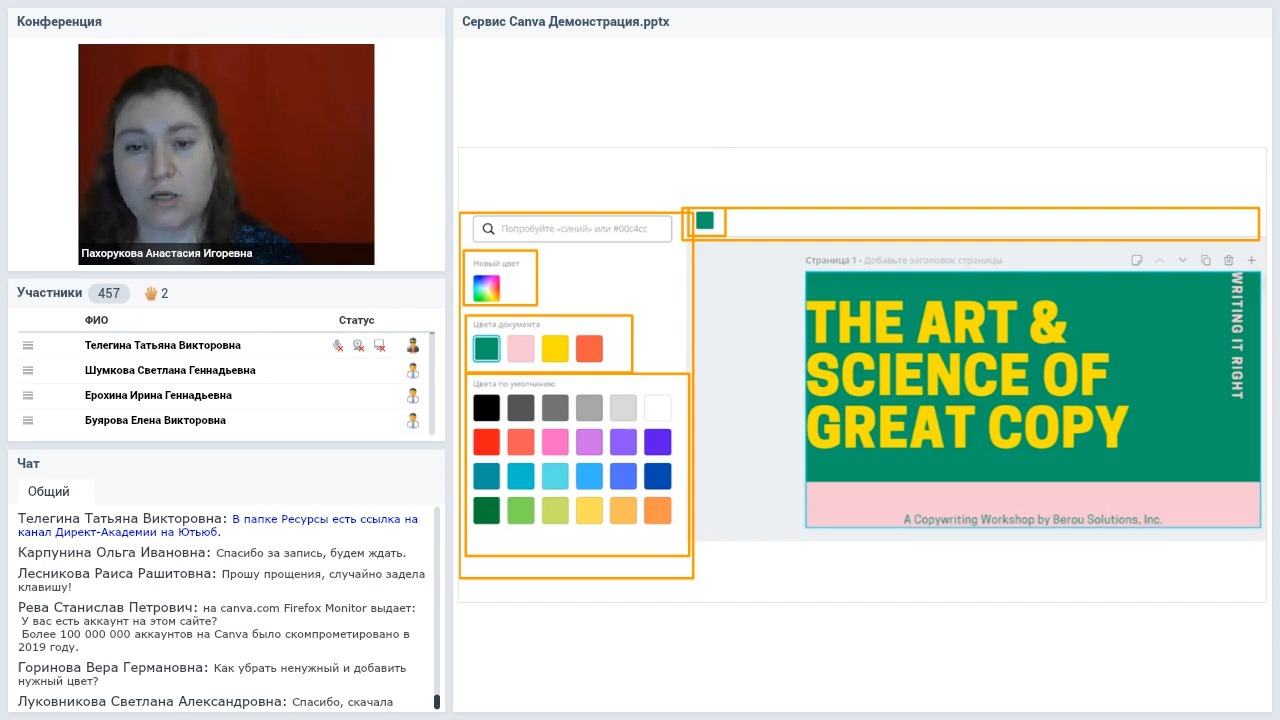 Конференция
Пахорукова Анастасия Игоревна
Участники 457 2
ФИО Статус
Телегина Татьяна Викторовна
Шумкова Светлана Геннадьевна
Ерохина Ирина Геннадьевна
Буярова Елена Викторовна
Чат
Общий
Телегина Татьяна Викторовна: В папке Ресурсы есть ссылка на
канал Директ-Академии на Ютьюб.
Карпунина Ольга Ивановна: Спасибо за запись, будем ждать.
Лесникова Раиса Рашитовна: Прошу прощения, случайно задела
клавишу!
Рева Станислав Петрович: на canva.com Firefox Monitor выдает:
У вас есть аккаунт на этом сайте?
Более 100 000 000 аккаунтов на Canva было скомпрометировано в
2019 году.
Горинова Вера Германовна: Как убрать ненужный и добавить
нужный цвет?
Луковникова Светлана Александровна: Спасибо, скачала
Сервис Canva Демонстрация.pptx
Попробуйте «синий» или #00c4cc
Новый цвет
Цвета документа
Цвета по умолчанию
Страница 1 - Добавьте заголовок страницы
THE ART &
SCIENCE OF
GREAT COPY
WRITING IT RIGHT
A Copywriting Workshop by Berou Solutions, Inc.